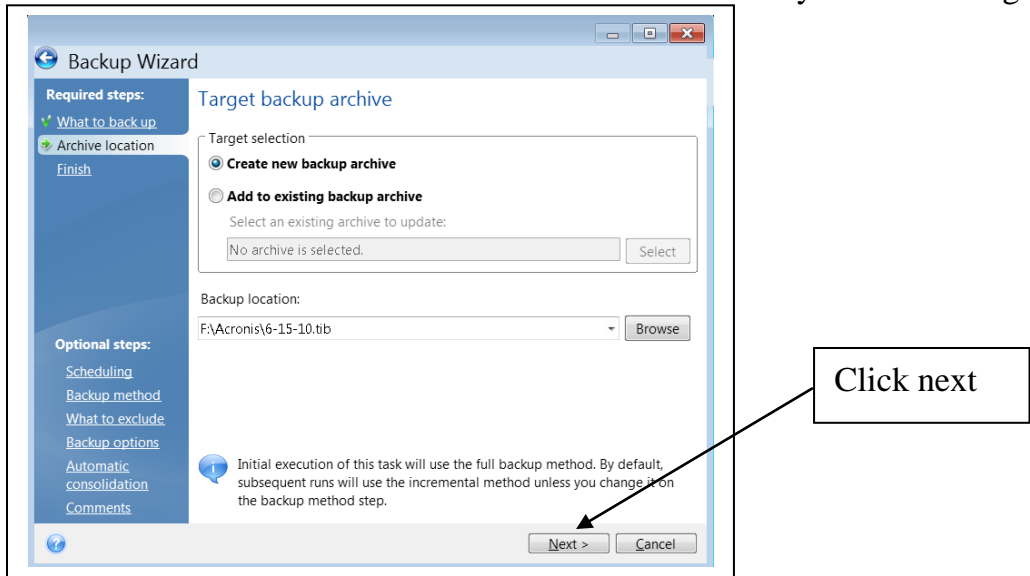 Backup Wizard
Required steps:
What to back up
Archive location
Finish
Optional steps:
Scheduling
Backup method
What to exclude
Backup options
Automatic
consolidation
Comments
Target backup archive
Target selection
Create new backup archive
Add to existing backup archive
Select an existing archive to update:
No archive is selected.
Select
Backup location:
F:\Acronis\6-15-10.tib
Browse
Initial execution of this task will use the full backup method. By default,
subsequent runs will use the incremental method unless you change it on
the backup method step.
Next >
Cancel
Click next